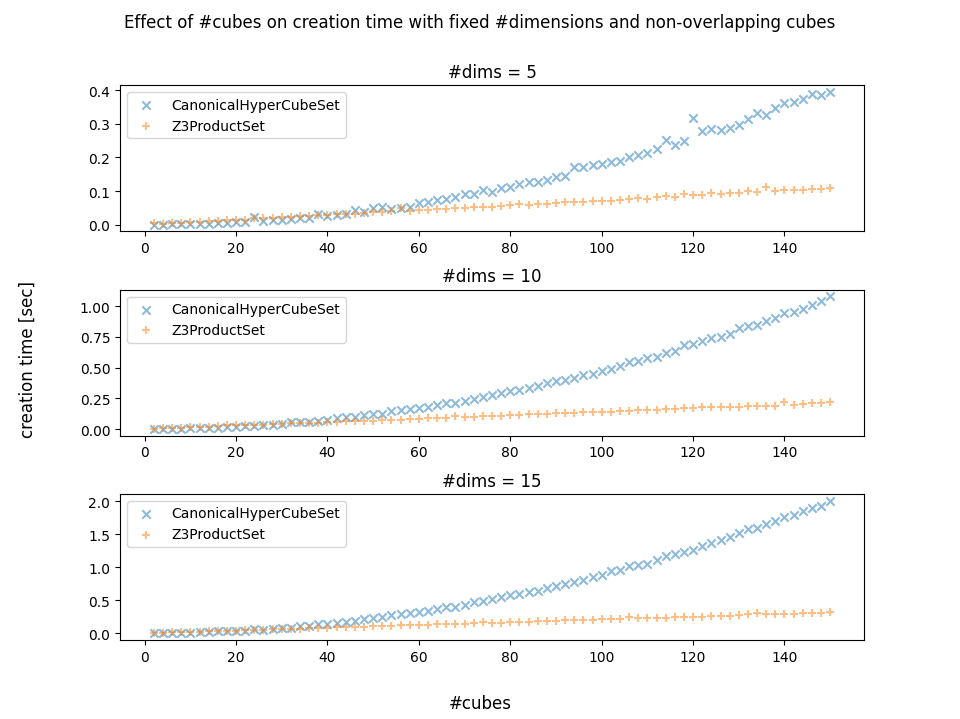 Effect of #cubes on creation time with fixed #dimensions and non-overlapping cubes
#dims = 5
0.4
0.3
0.2
0.1
0.0
CanonicalHyperCubeSet
Z3ProductSet
0 20 40 60 80 100 120 140
#dims = 10
1.00
0.75
0.50
0.25
0.00
CanonicalHyperCubeSet
Z3ProductSet
0 20 40 60 80 100 120 140
creation time [sec]
#dims = 15
2.0
1.5
1.0
0.5
0.0
CanonicalHyperCubeSet
Z3ProductSet
0 20 40 60 80 100 120 140
#cubes